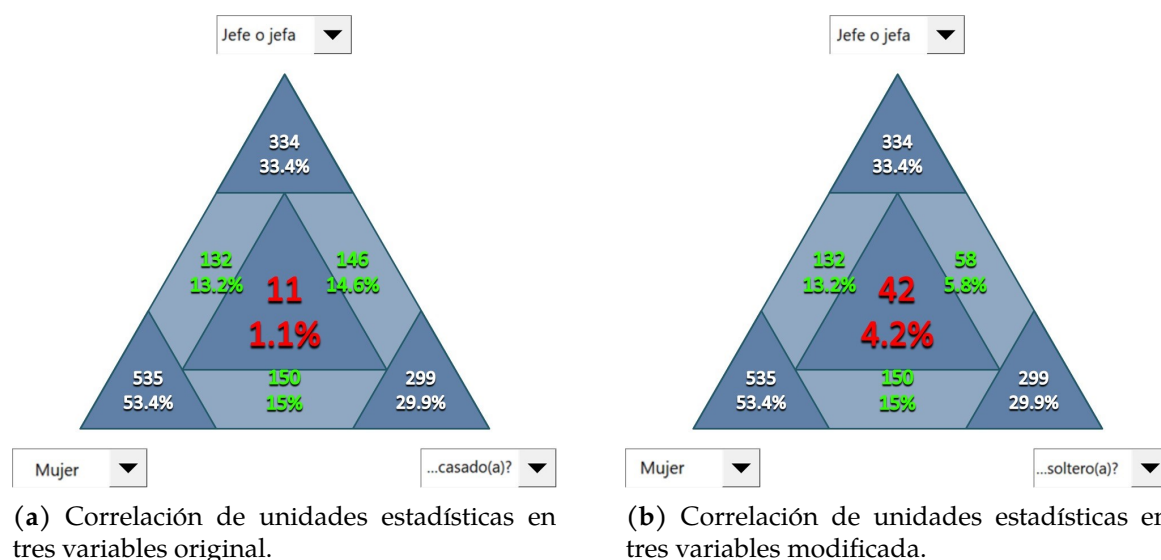 Jefe o jefa
334
33.4%
132
13.2%
146
14.6%
11
1.1%
535
53.4%
150
15%
299
29.9%
Mujer
...casado(a)?
(a) Correlación de unidades estadísticas en
tres variables original.
Jefe o jefa
334
33.4%
132
13.2%
58
5.8%
42
4.2%
535
53.4%
150
15%
299
29.9%
Mujer
...soltero(a)?
(b) Correlación de unidades estadísticas en
tres variables modificada.